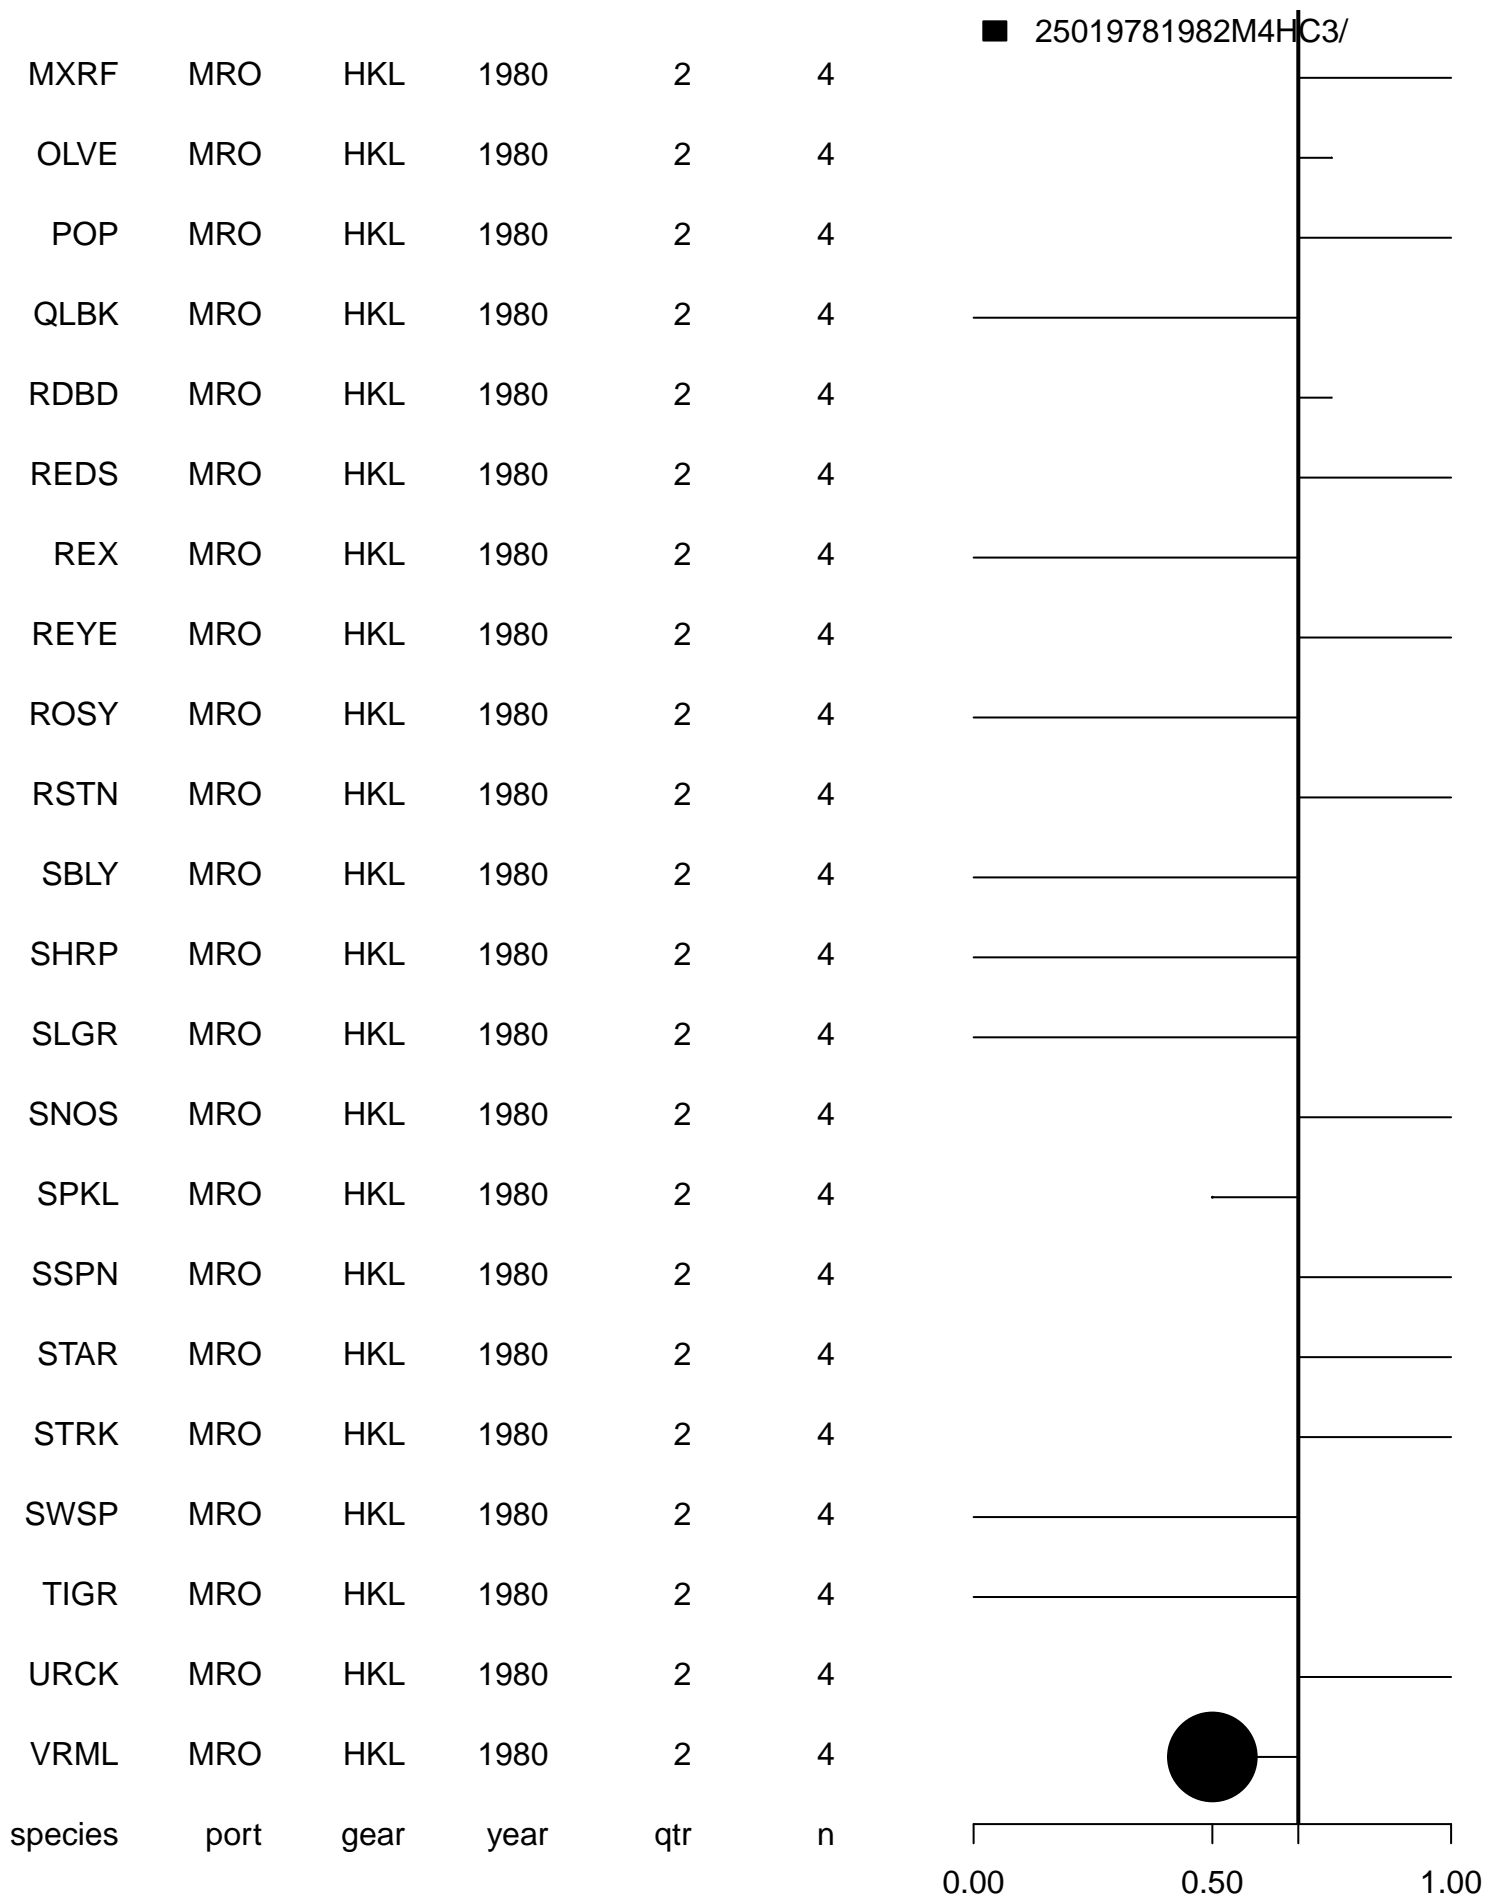 25019781982M4HC3/
MXRF MRO HKL 1980 2 4
OLVE MRO HKL 1980 2 4
POP MRO HKL 1980 2 4
QLBK MRO HKL 1980 2 4
RDBD MRO HKL 1980 2 4
REDS MRO HKL 1980 2 4
REX MRO HKL 1980 2 4
REYE MRO HKL 1980 2 4
ROSY MRO HKL 1980 2 4
RSTN MRO HKL 1980 2 4
SBLY MRO HKL 1980 2 4
SHRP MRO HKL 1980 2 4
SLGR MRO HKL 1980 2 4
SNOS MRO HKL 1980 2 4
SPKL MRO HKL 1980 2 4
SSPN MRO HKL 1980 2 4
STAR MRO HKL 1980 2 4
STRK MRO HKL 1980 2 4
SWSP MRO HKL 1980 2 4
TIGR MRO HKL 1980 2 4
URCK MRO HKL 1980 2 4
VRML MRO HKL 1980 2 4
species port gear year qtr n
0.00 0.50 1.00